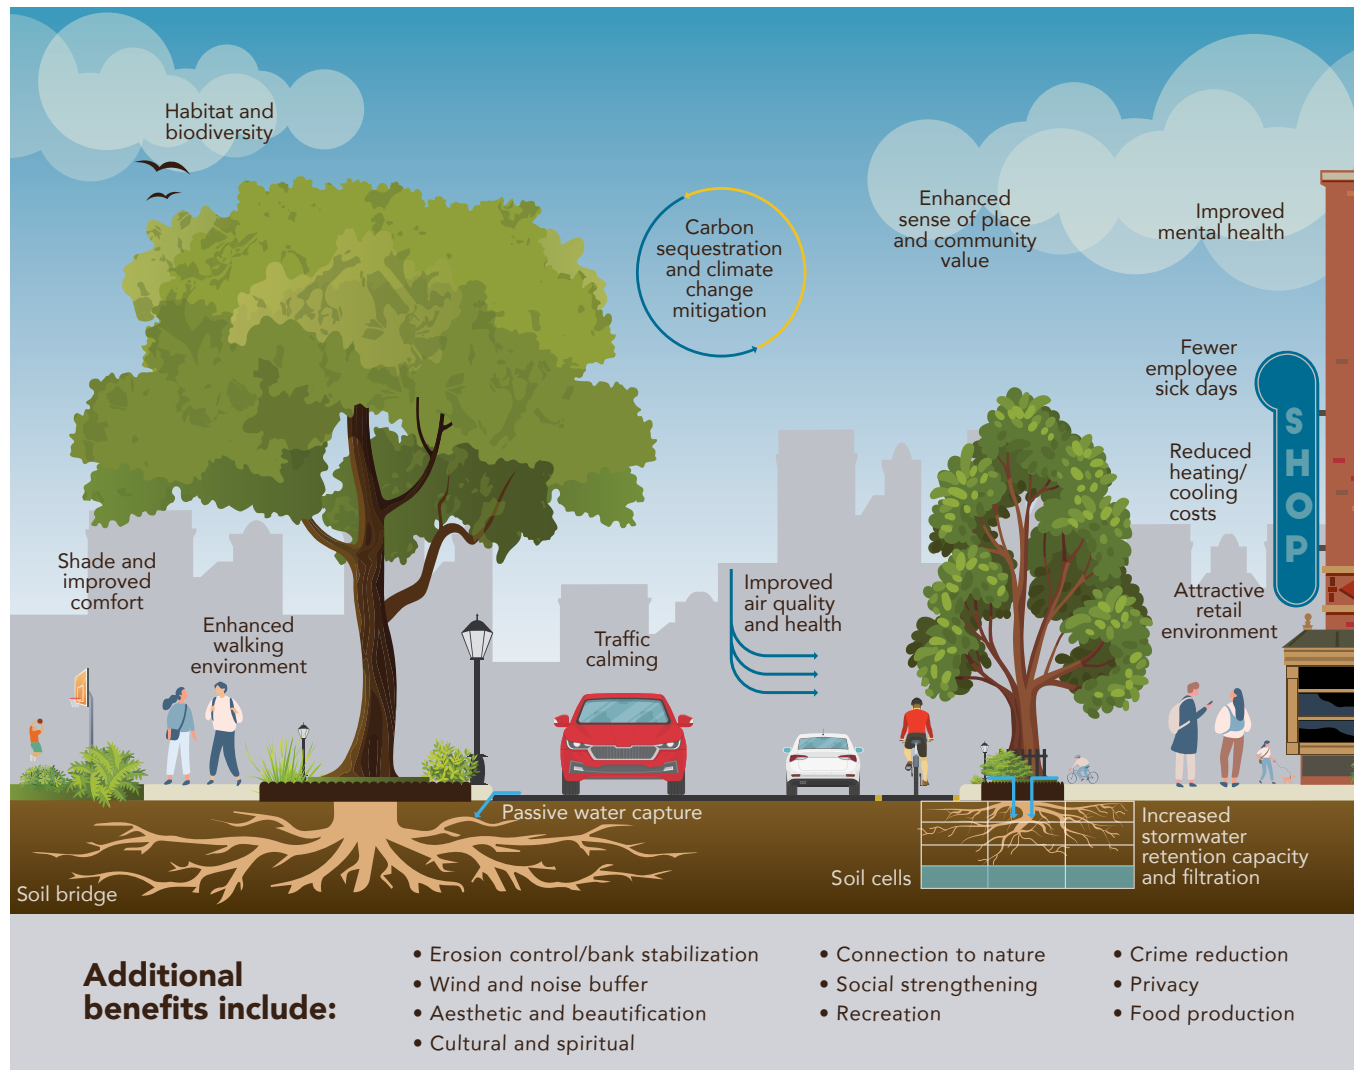 Habitat and
biodiversity
Carbon
sequestration
and climate
change
mitigation
Enhanced
sense of place
and community
value
Improved
mental health
Fewer
employee
sick days
SHOP
Reduced
heating/
cooling
costs
Shade and
improved
comfort
Enhanced
walking
environment
Traffic
calming
Improved
air quality
and health
Attractive
retail
environment
Passive water capture
Soil bridge
Soil cells
Increased
stormwater
retention capacity
and filtration
Additional
benefits include:
• Erosion control/bank stabilization
• Wind and noise buffer
• Aesthetic and beautification
• Cultural and spiritual
• Connection to nature
• Social strengthening
• Recreation
• Crime reduction
• Privacy
• Food production